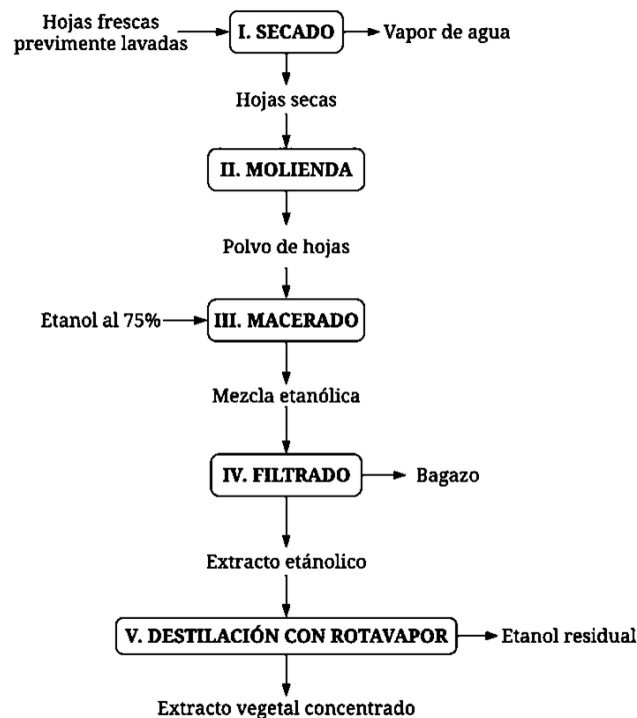 Hojas frescas
previmente lavadas
I. SECADO
Vapor de agua
Hojas secas
II. MOLIENDA
Polvo de hojas
Etanol al 75%
III. MACERADO
Mezcla etanólica
IV. FILTRADO
Bagazo
Extracto etánolico
V. DESTILACIÓN CON ROTAVAPOR
Etanol residual
Extracto vegetal concentrado